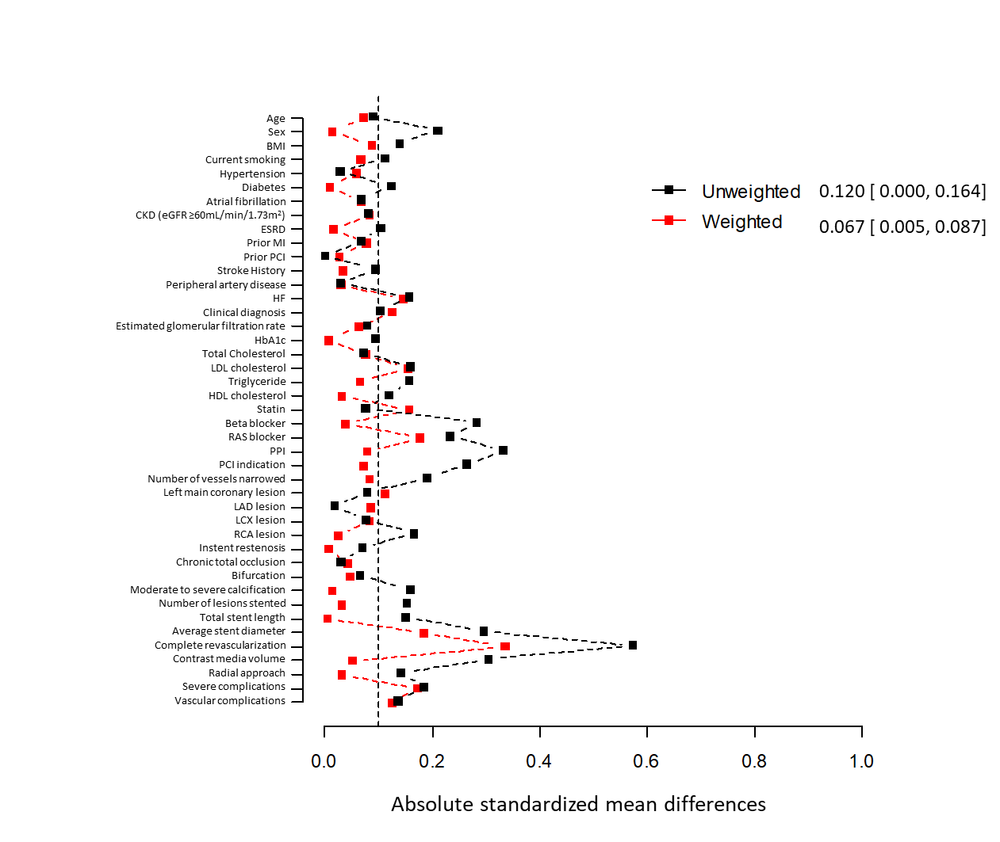 Age
Sex
BMI
Current smoking
Hypertension
Diabetes
Atrial fibrillation
CKD (eGFR ≥60mL/min/1.73m²)
ESRD
Prior MI
Prior PCI
Stroke History
Peripheral artery disease
HF
Clinical diagnosis
Estimated glomerular filtration rate
HbA1c
Total Cholesterol
LDL cholesterol
Triglyceride
HDL cholesterol
Statin
Beta blocker
RAS blocker
PPI
PCI indication
Number of vessels narrowed
Left main coronary lesion
LAD lesion
LCX lesion
RCA lesion
Instent restenosis
Chronic total occlusion
Bifurcation
Moderate to severe calcification
Number of lesions stented
Total stent length
Average stent diameter
Complete revascularization
Contrast media volume
Radial approach
Severe complications
Vascular complications
Unweighted 0.120 [ 0.000, 0.164]
Weighted 0.067 [ 0.005, 0.087]
0.0 0.2 0.4 0.6 0.8 1.0
Absolute standardized mean differences